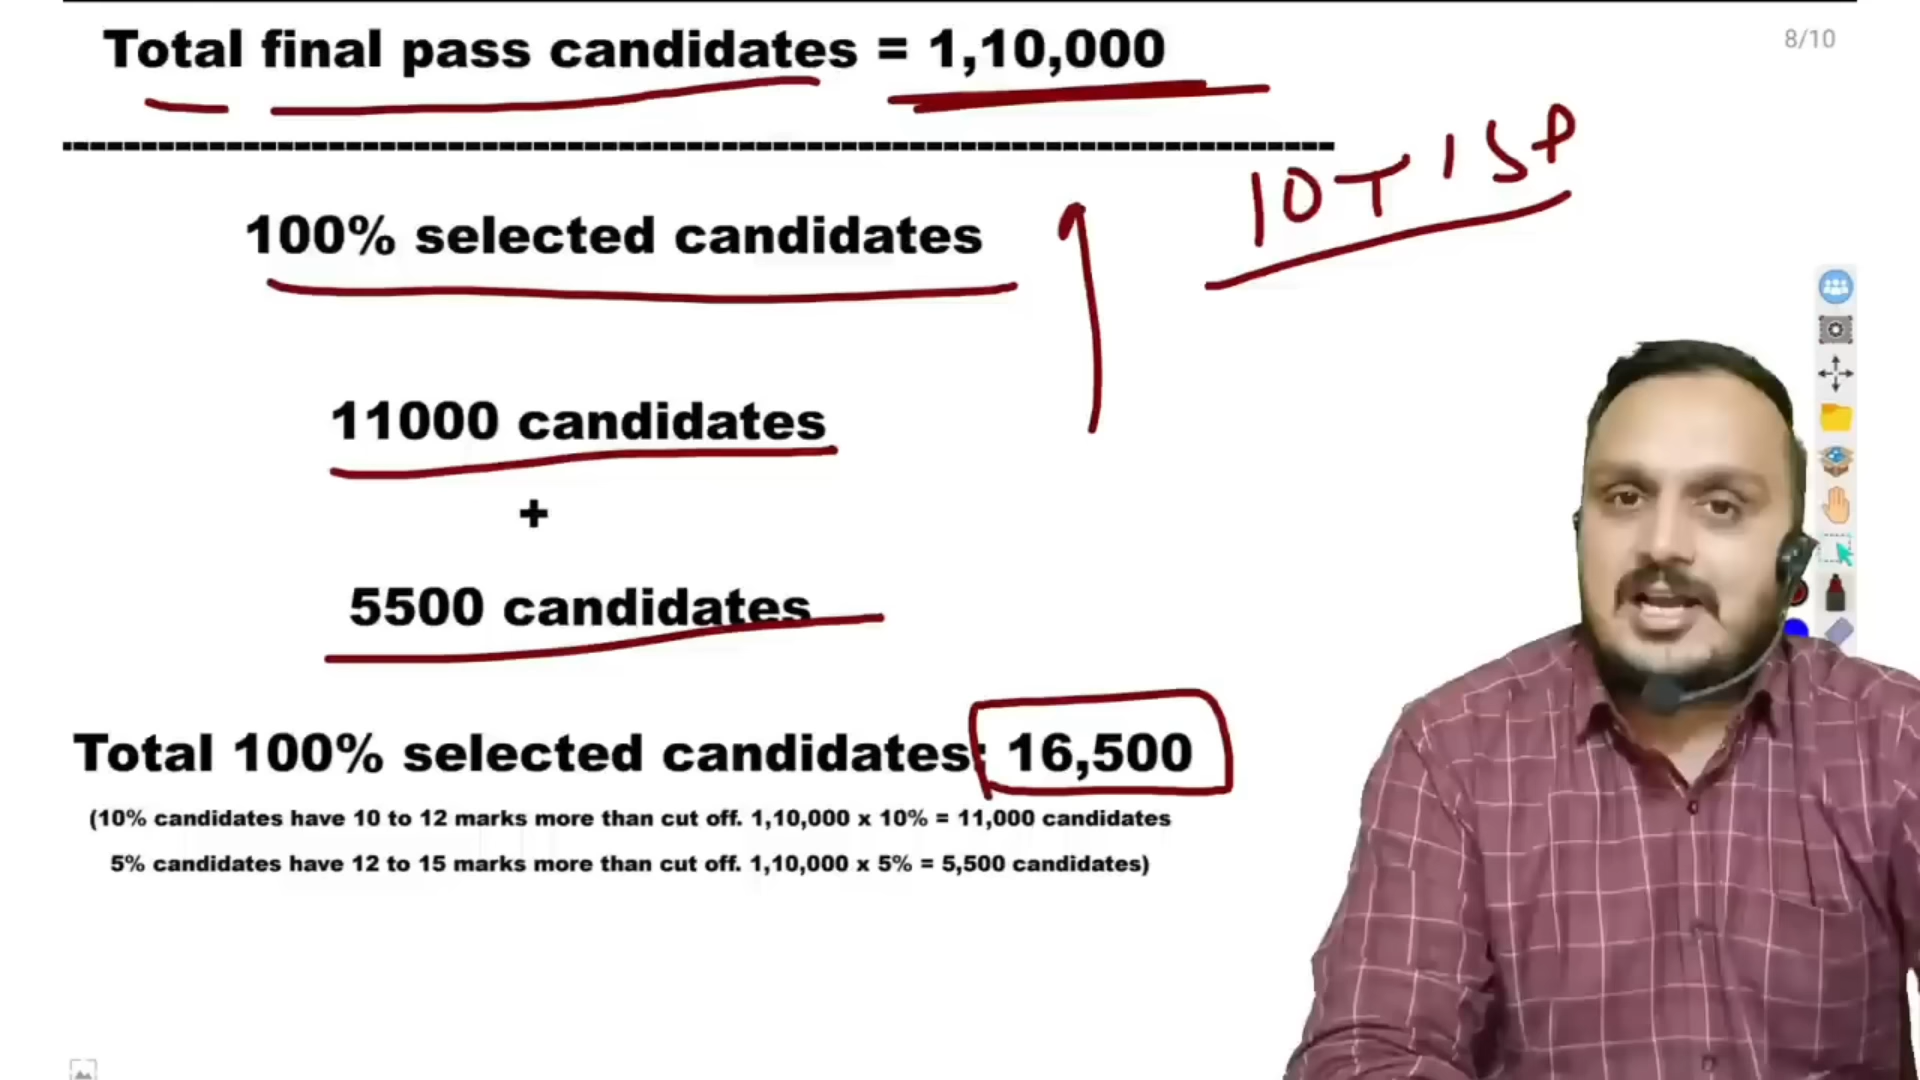 Total final pass candidates = 1,10,000
8/10
10 T 15 P
100% selected candidates
11000 candidates
+
5500 candidates
Total 100% selected candidates: 16,500
(10% candidates have 10 to 12 marks more than cut off. 1,10,000 x 10% = 11,000 candidates
5% candidates have 12 to 15 marks more than cut off. 1,10,000 x 5% = 5,500 candidates)